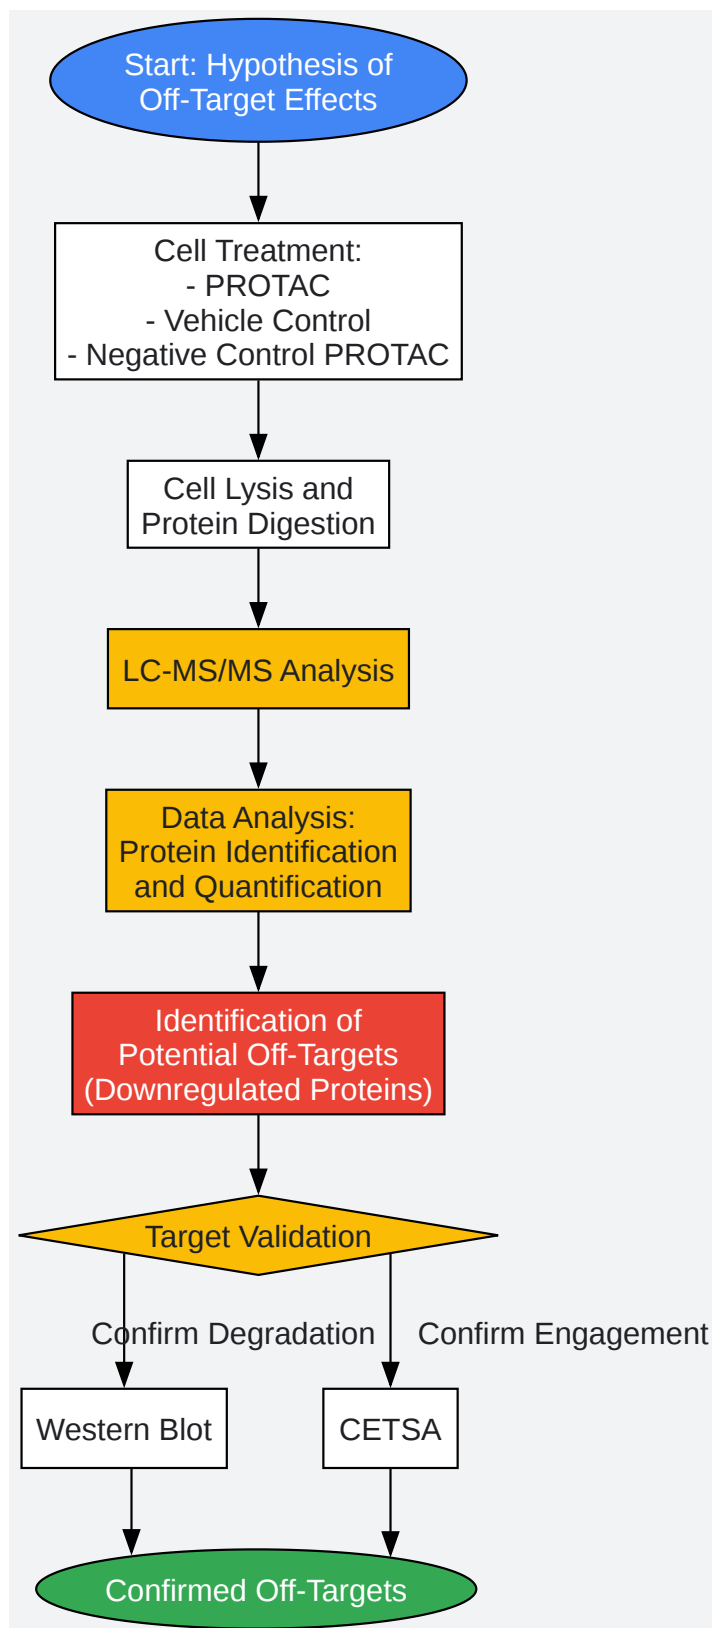 Start: Hypothesis of
Off-Target Effects
Cell Treatment:
- PROTAC
- Vehicle Control
- Negative Control PROTAC
Cell Lysis and
Protein Digestion
LC-MS/MS Analysis
Data Analysis:
Protein Identification
and Quantification
Identification of
Potential Off-Targets
(Downregulated Proteins)
Target Validation
Confirm Degradation
Confirm Engagement
Western Blot
CETSA
Confirmed Off-Targets